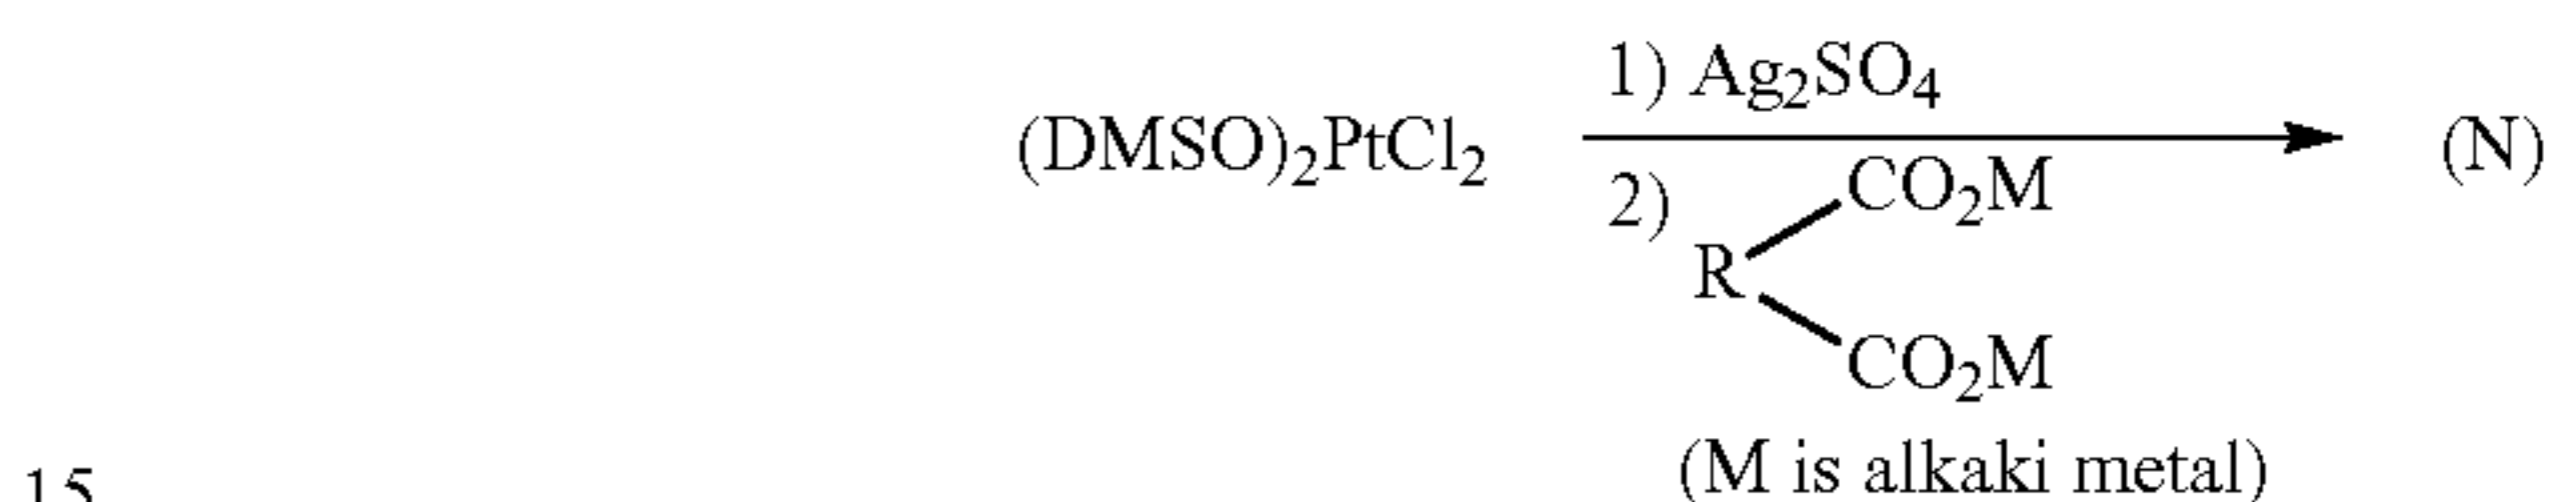 1) Ag2SO4
(DMSO)2PtCl2 (N)
2) CO2M
R
CO2M
(M is alkaki metal)
15